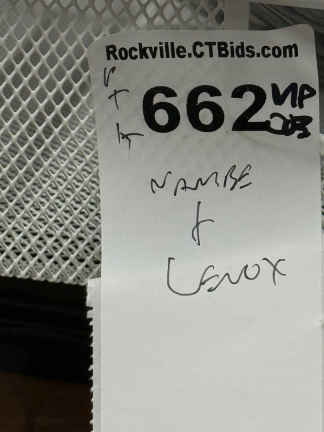 Rockville.CTBids.com
662
NAMBE
+
LENOX